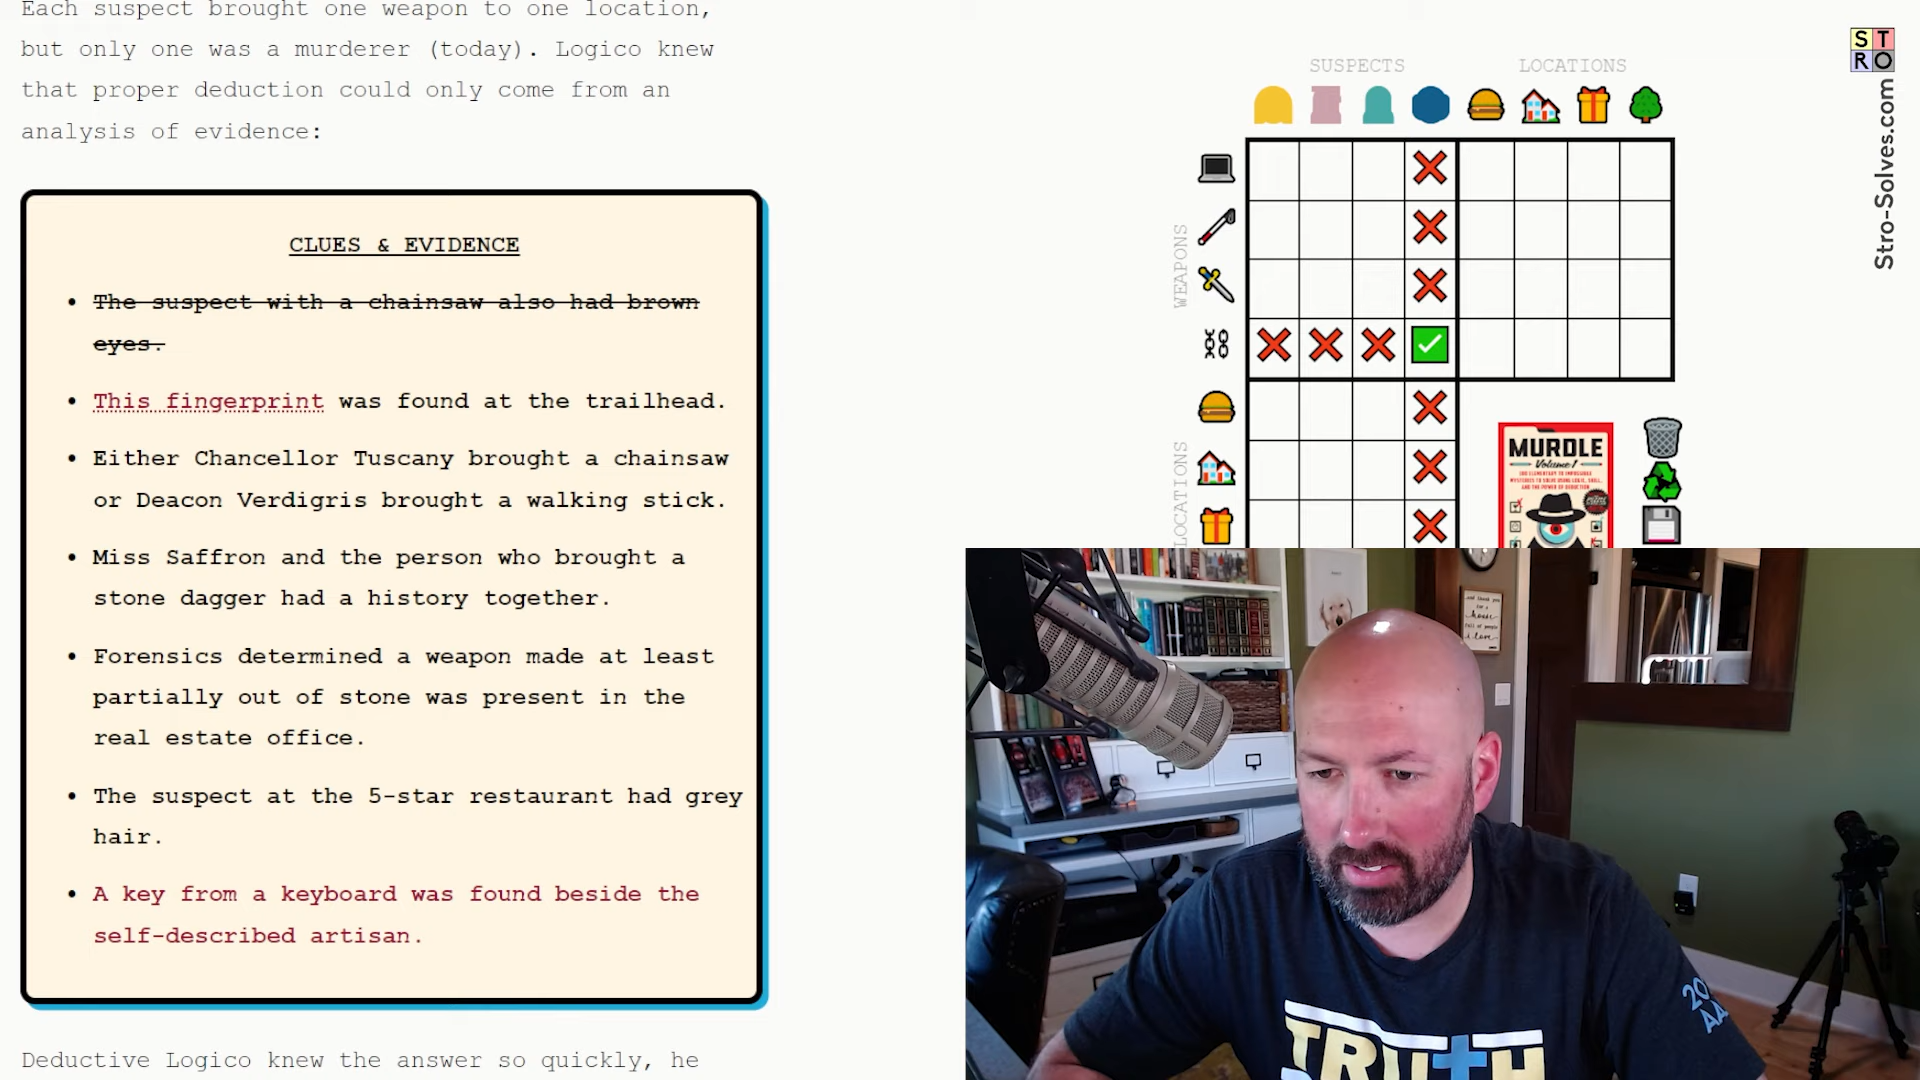 Each suspect brought one weapon to one location,
but only one was a murderer (today). Logico knew
that proper deduction could only come from an
analysis of evidence:
CLUES & EVIDENCE
• The suspect with a chainsaw also had brown
eyes.
• This fingerprint was found at the trailhead.
• Either Chancellor Tuscany brought a chainsaw
or Deacon Verdigris brought a walking stick.
• Miss Saffron and the person who brought a
stone dagger had a history together.
• Forensics determined a weapon made at least
partially out of stone was present in the
real estate office.
• The suspect at the 5-star restaurant had grey
hair.
• A key from a keyboard was found beside the
self-described artisan.
Deductive Logico knew the answer so quickly, he
SUSPECTS
LOCATIONS
WEAPONS
LOCATIONS
MURDLE
Volume 1
S T
R O
Stro-Solves.com
TRUTH
20
AA